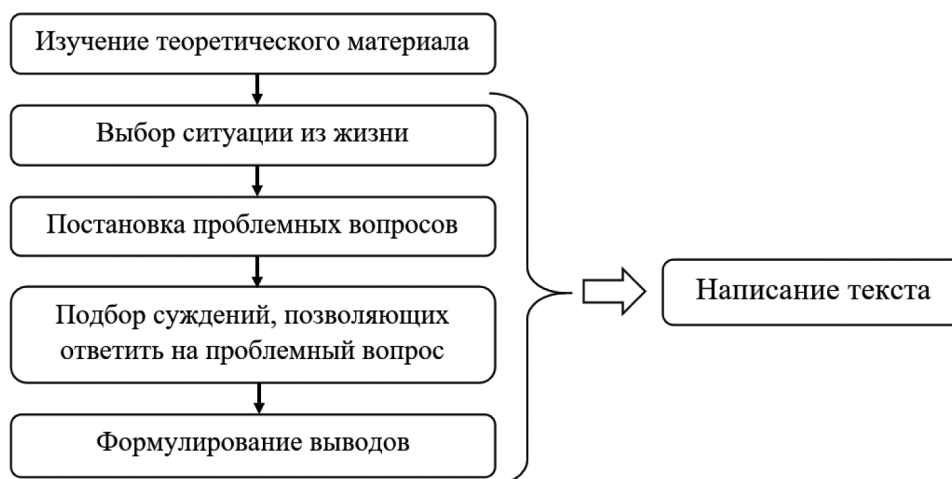 Изучение теоретического материала
Выбор ситуации из жизни
Постановка проблемных вопросов
Подбор суждений, позволяющих
ответить на проблемный вопрос
Формулирование выводов
Написание текста